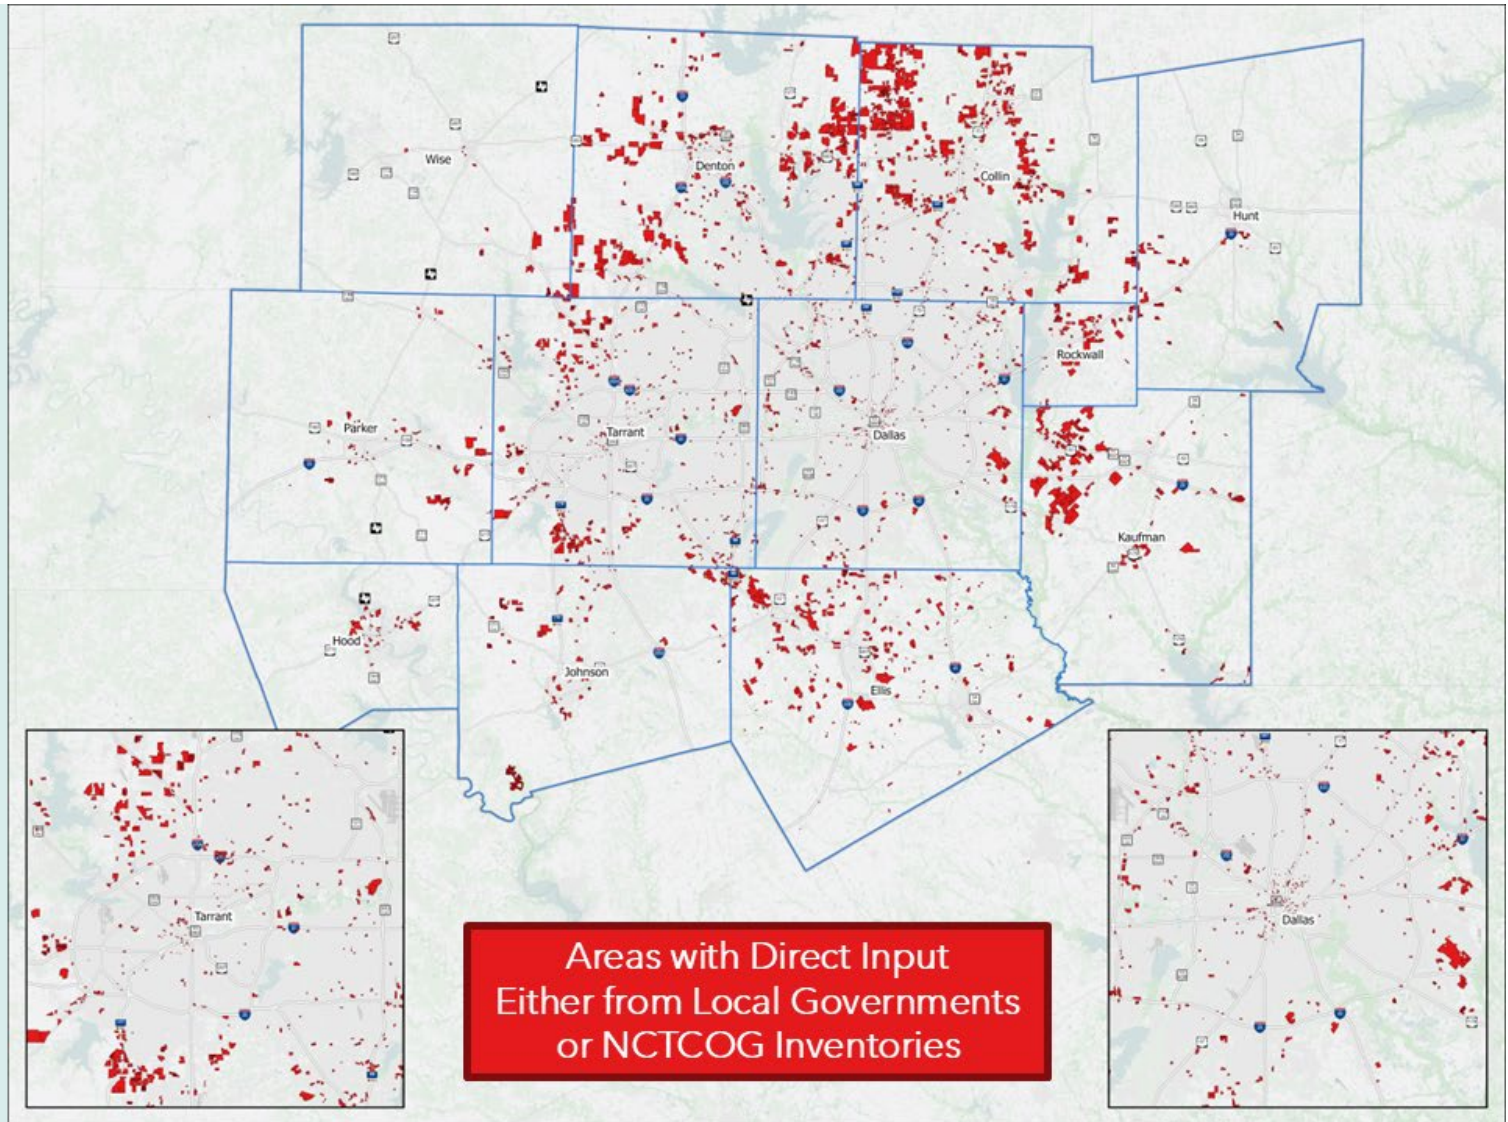 Wise
Denton
Collin
Hunt
Rockwall
Parker
Tarrant
Dallas
Kaufman
Hood
Johnson
Ellis
Tarrant
Dallas
Areas with Direct Input
Either from Local Governments
or NCTCOG Inventories